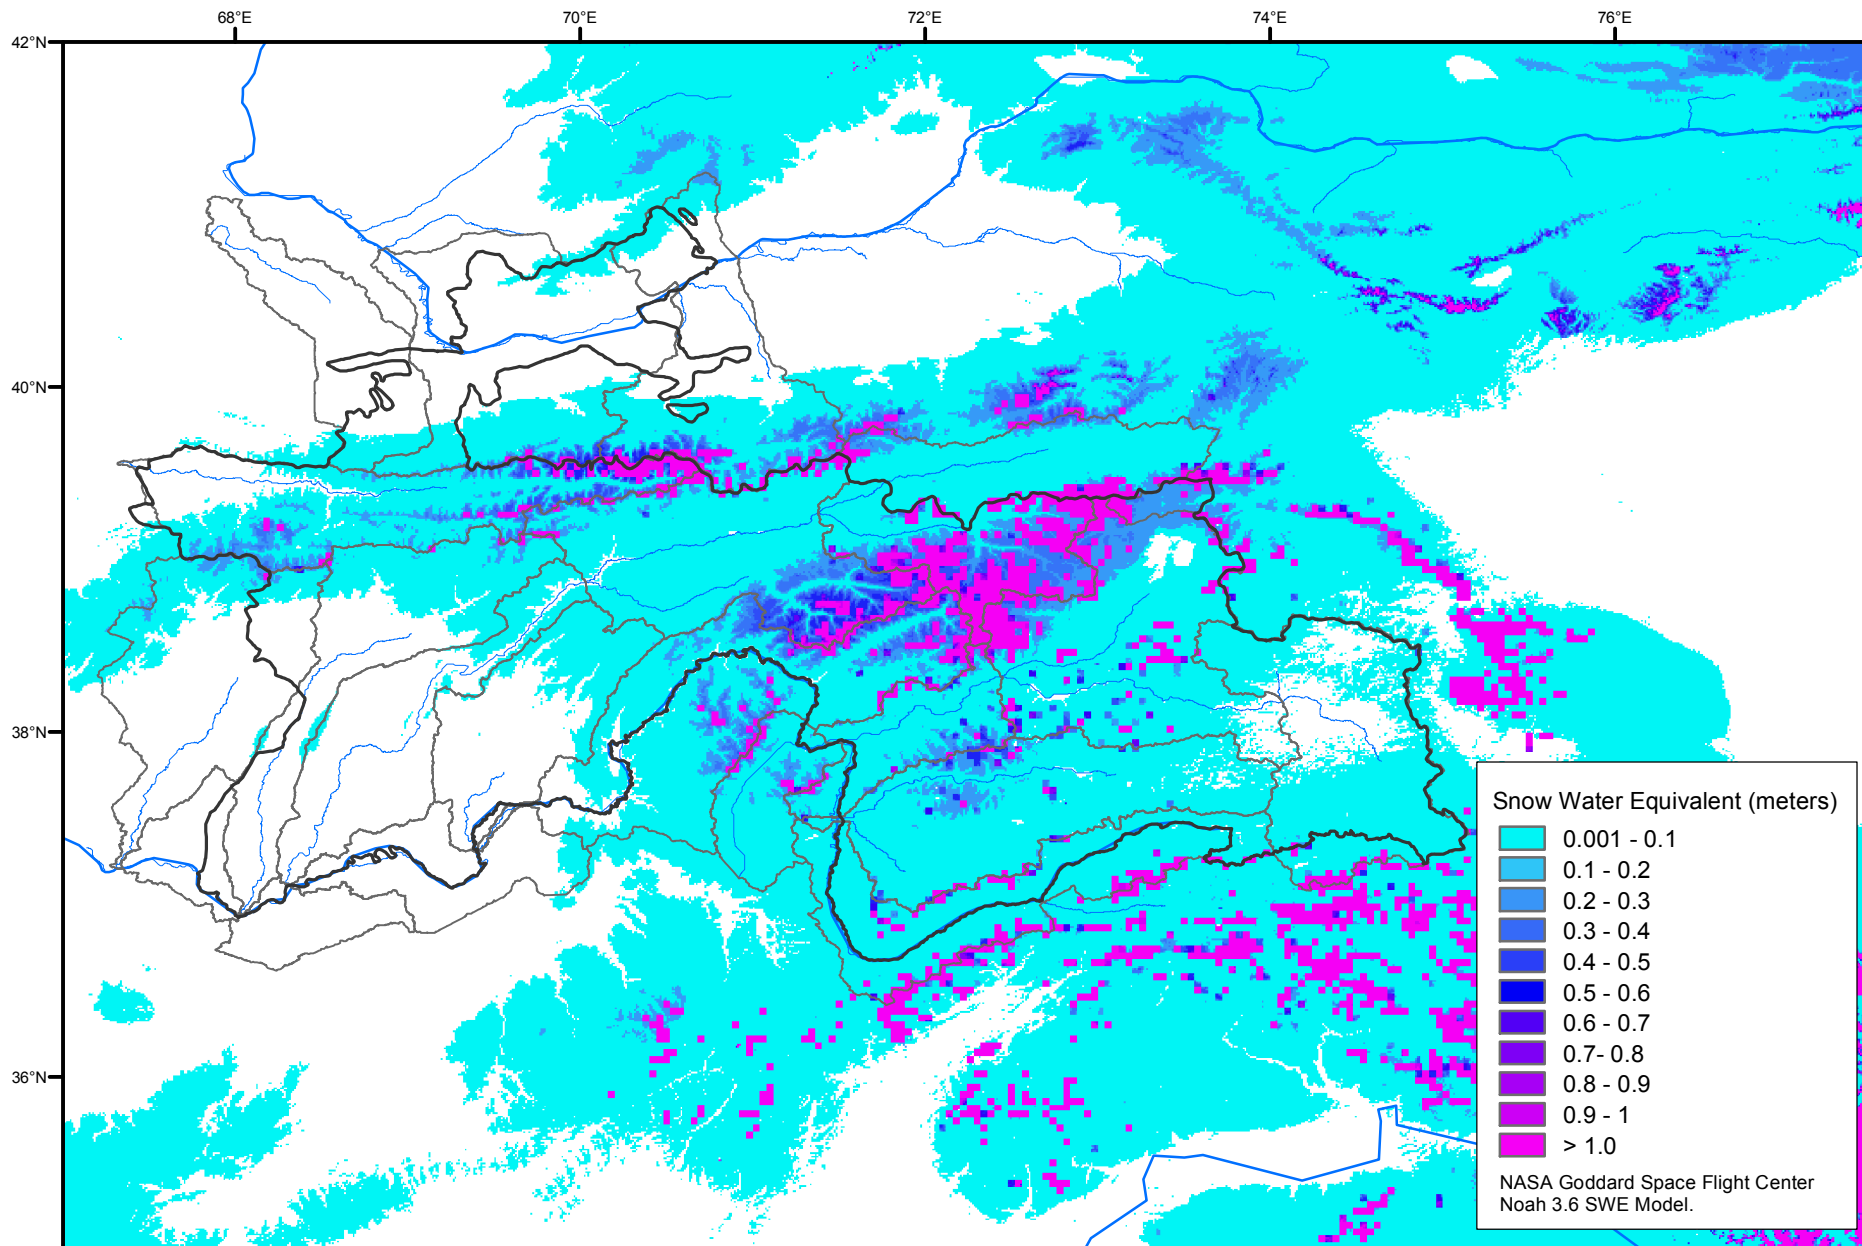 68°E
70°E
72°E
74°E
76°E
42°N
40°N
38°N
36°N
Snow Water Equivalent (meters)
0.001 - 0.1
0.1 - 0.2
0.2 - 0.3
0.3 - 0.4
0.4 - 0.5
0.5 - 0.6
0.6 - 0.7
0.7- 0.8
0.8 - 0.9
0.9 - 1
> 1.0
NASA Goddard Space Flight Center
Noah 3.6 SWE Model.